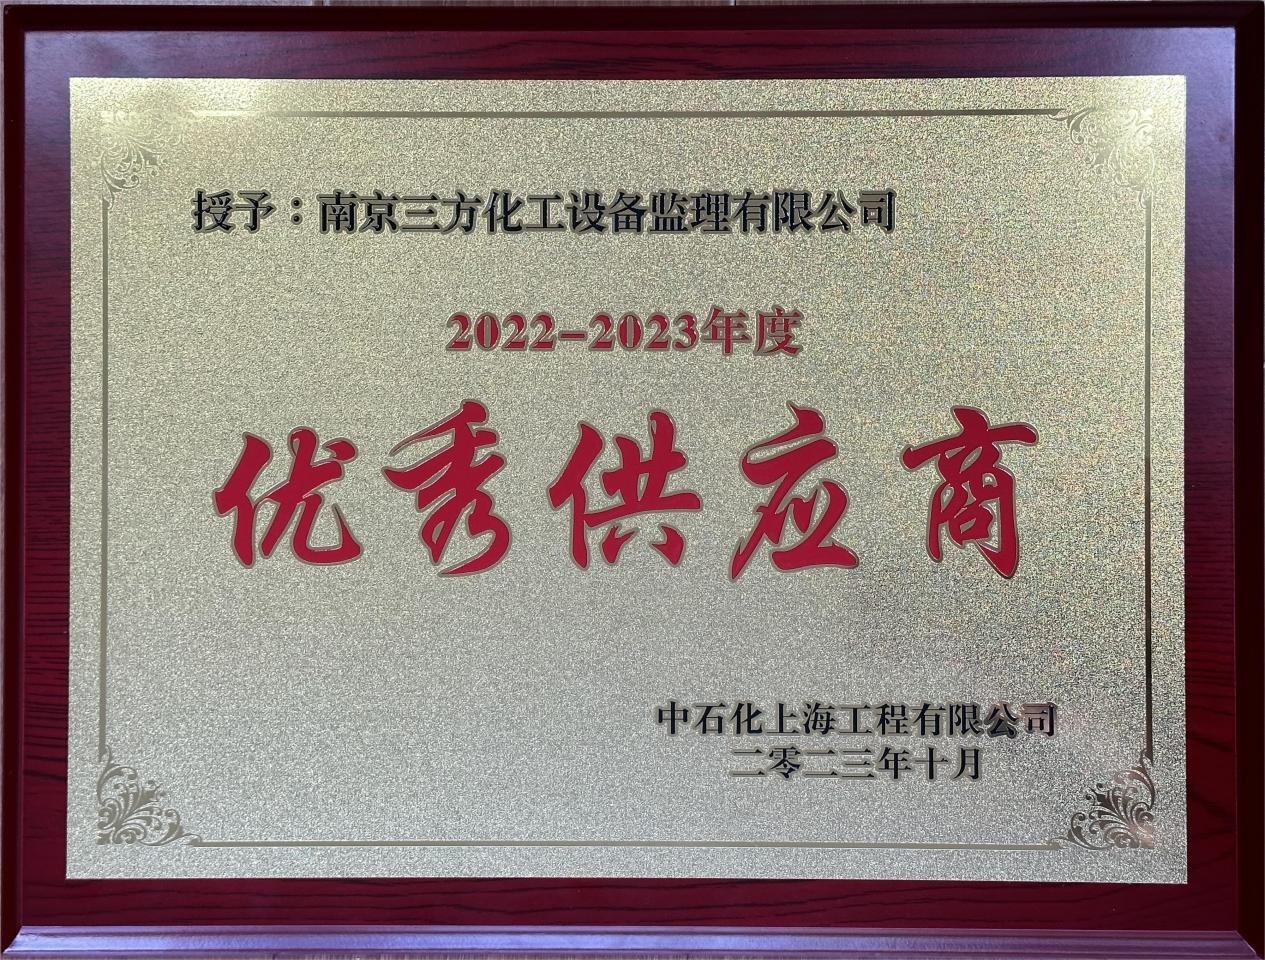 授予：南京三方化工设备监理有限公司
2022-2023年度
优秀供应商
中石化上海工程有限公司
二零二三年十月